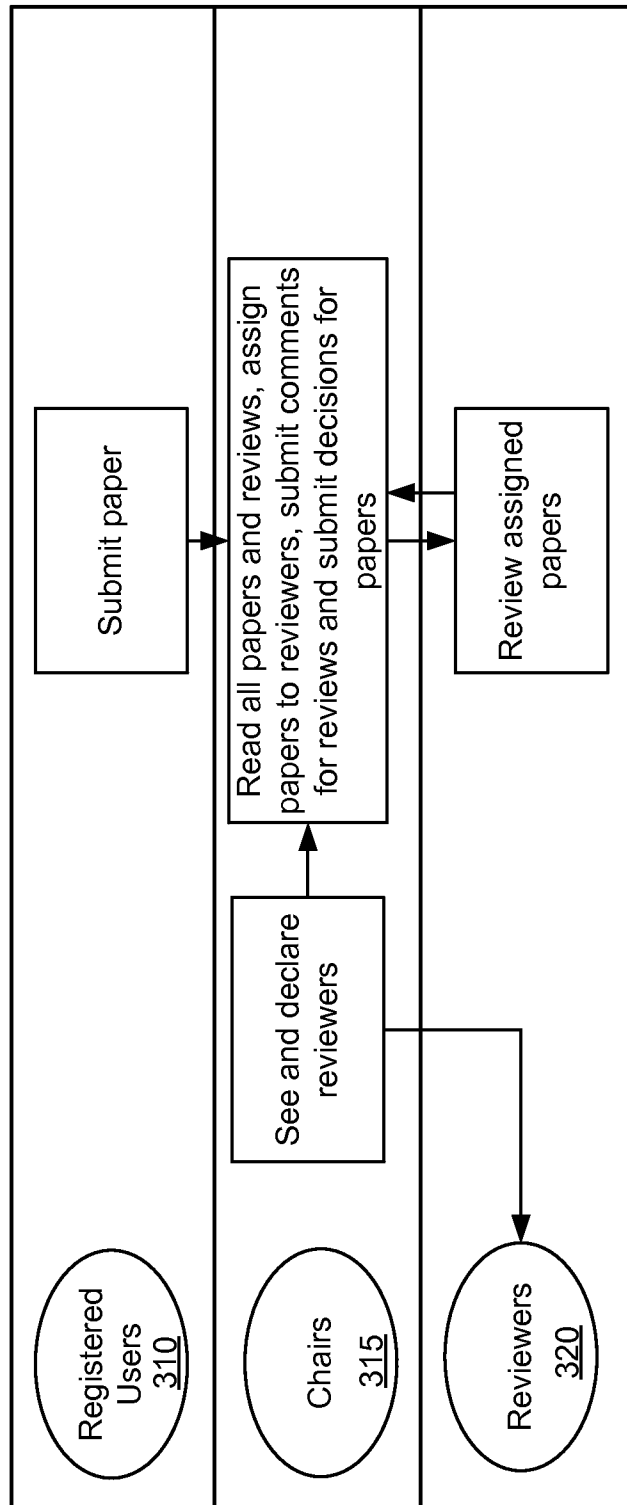 Registered
Users
310
Submit paper
Chairs
315
See and declare
reviewers
Read all papers and reviews, assign
papers to reviewers, submit comments
for reviews and submit decisions for
papers
Reviewers
320
Review assigned
papers